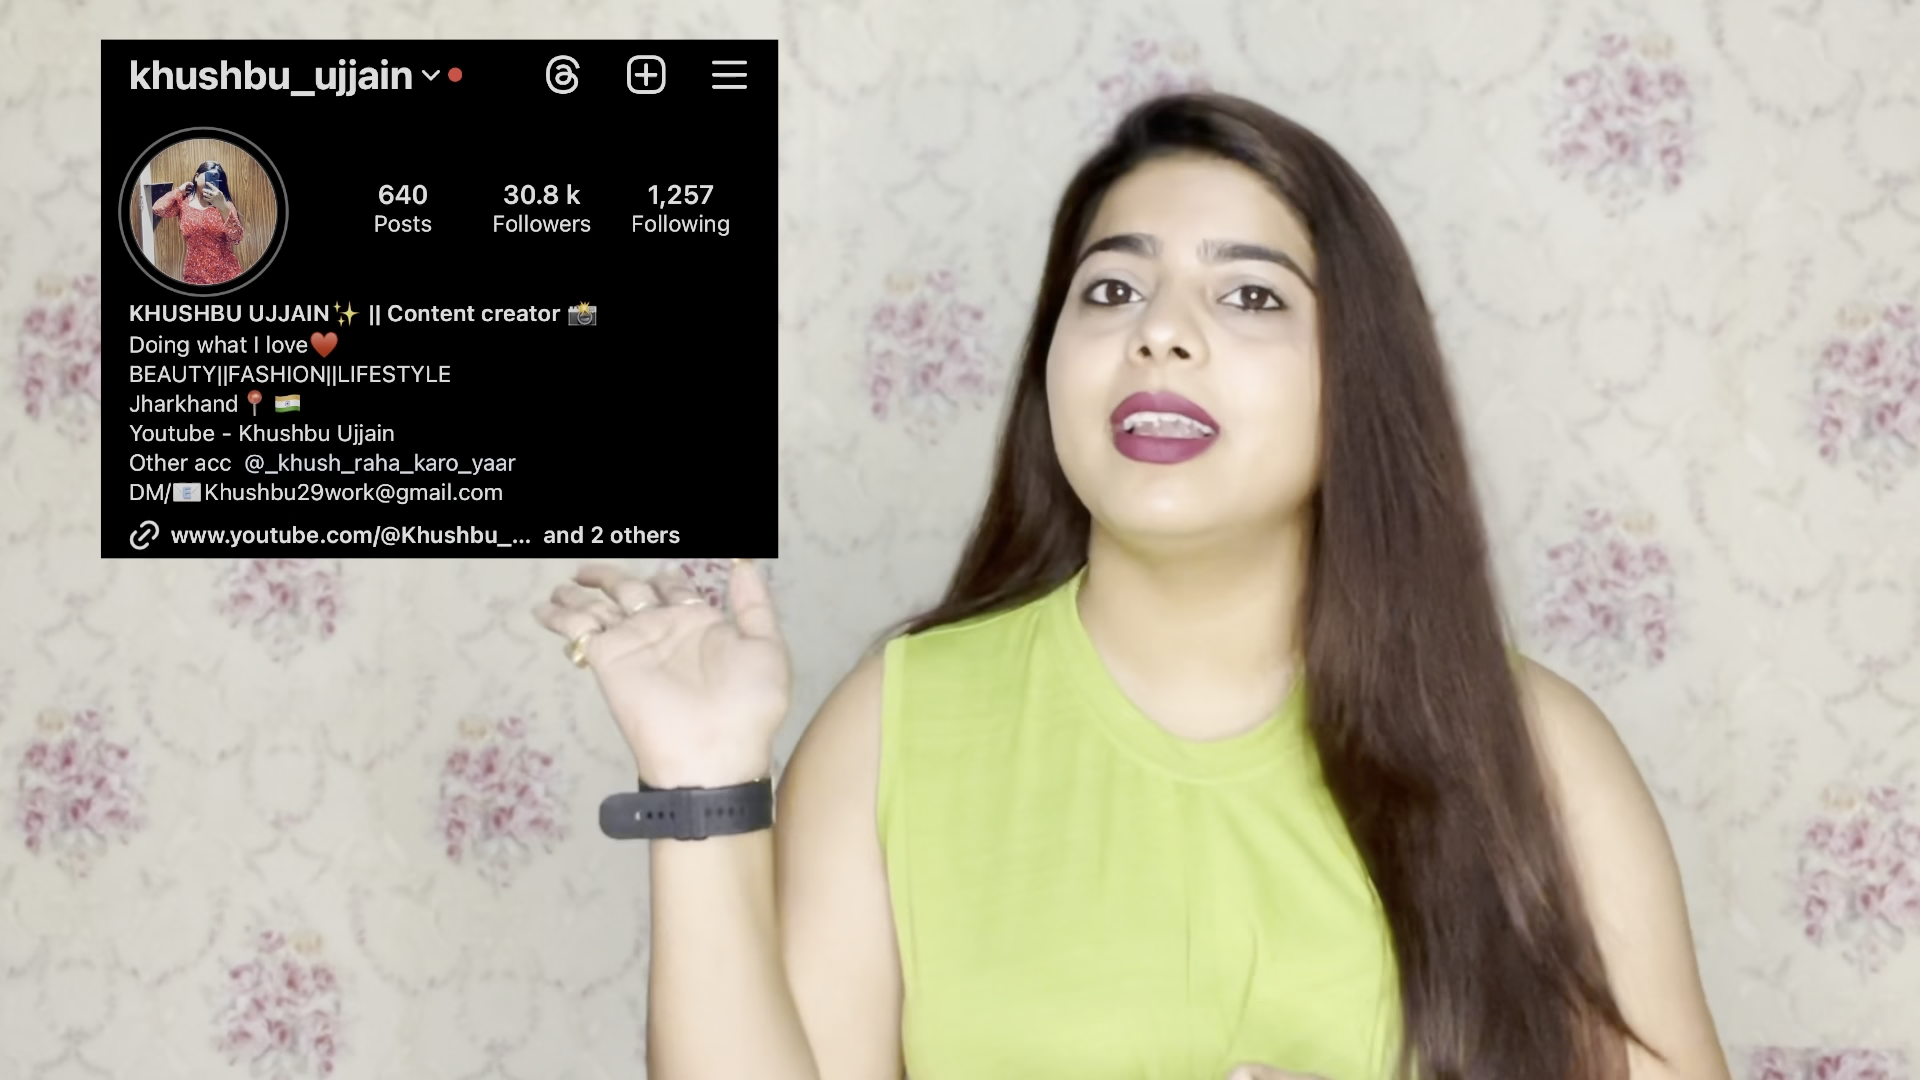 khushbu_ujjain
640 30.8 k 1,257
Posts Followers Following
KHUSHBU UJJAIN✨ || Content creator 📸
Doing what I love♥️
BEAUTY||FASHION||LIFESTYLE
Jharkhand📍 🇮🇳
Youtube - Khushbu Ujjain
Other acc @_khush_raha_karo_yaar
DM/📧Khushbu29work@gmail.com
www.youtube.com/@Khushbu_... and 2 others